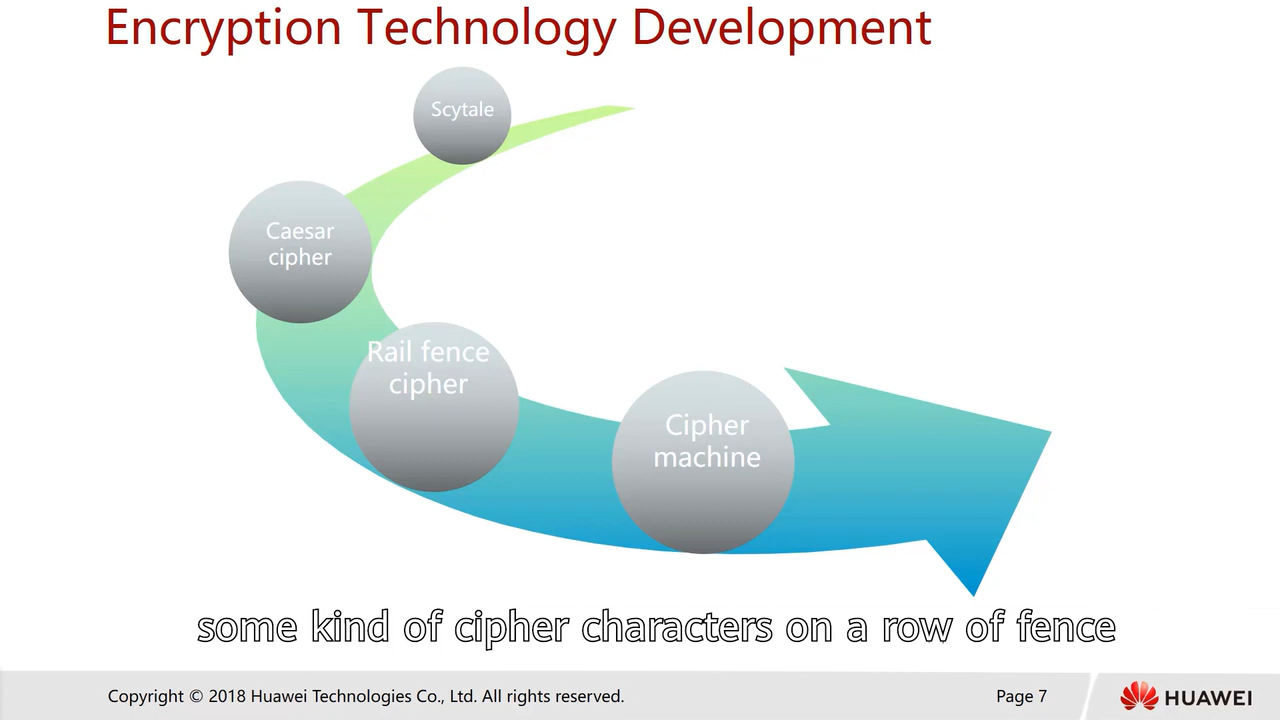 Encryption Technology Development
Scytale
Caesar
cipher
Rail fence
cipher
Cipher
machine
some kind of cipher characters on a row of fence
Copyright © 2018 Huawei Technologies Co., Ltd. All rights reserved.
Page 7
HUAWEI